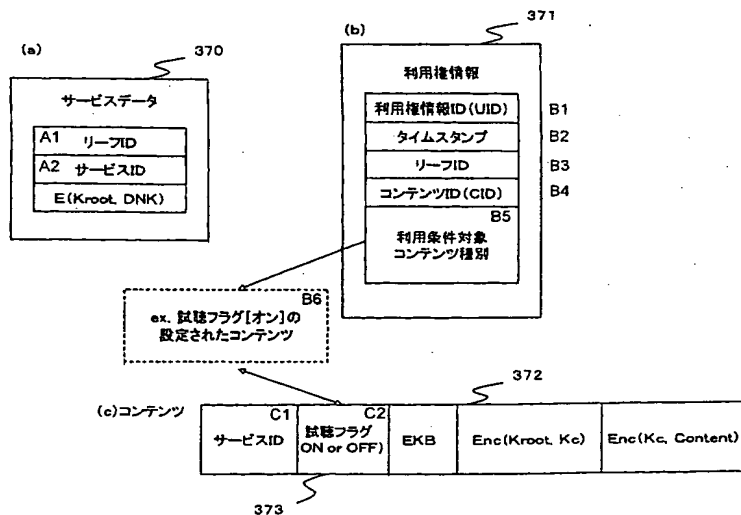 (a)
370
サービスデータ
A1
リーフID
A2
サービスID
E(Kroot, DNK)
(b)
371
利用権情報
利用権情報ID(UID)
B1
タイムスタンプ
B2
リーフID
B3
コンテンツID(CID)
B4
B5
利用条件対象
コンテンツ種別
B6
ex. 試聴フラグ[オン]の
設定されたコンテンツ
372
(c)コンテンツ
C1
サービスID
C2
試聴フラグ
ON or OFF)
EKB
Enc(Kroot, Kc)
Enc(Kc, Content)
373